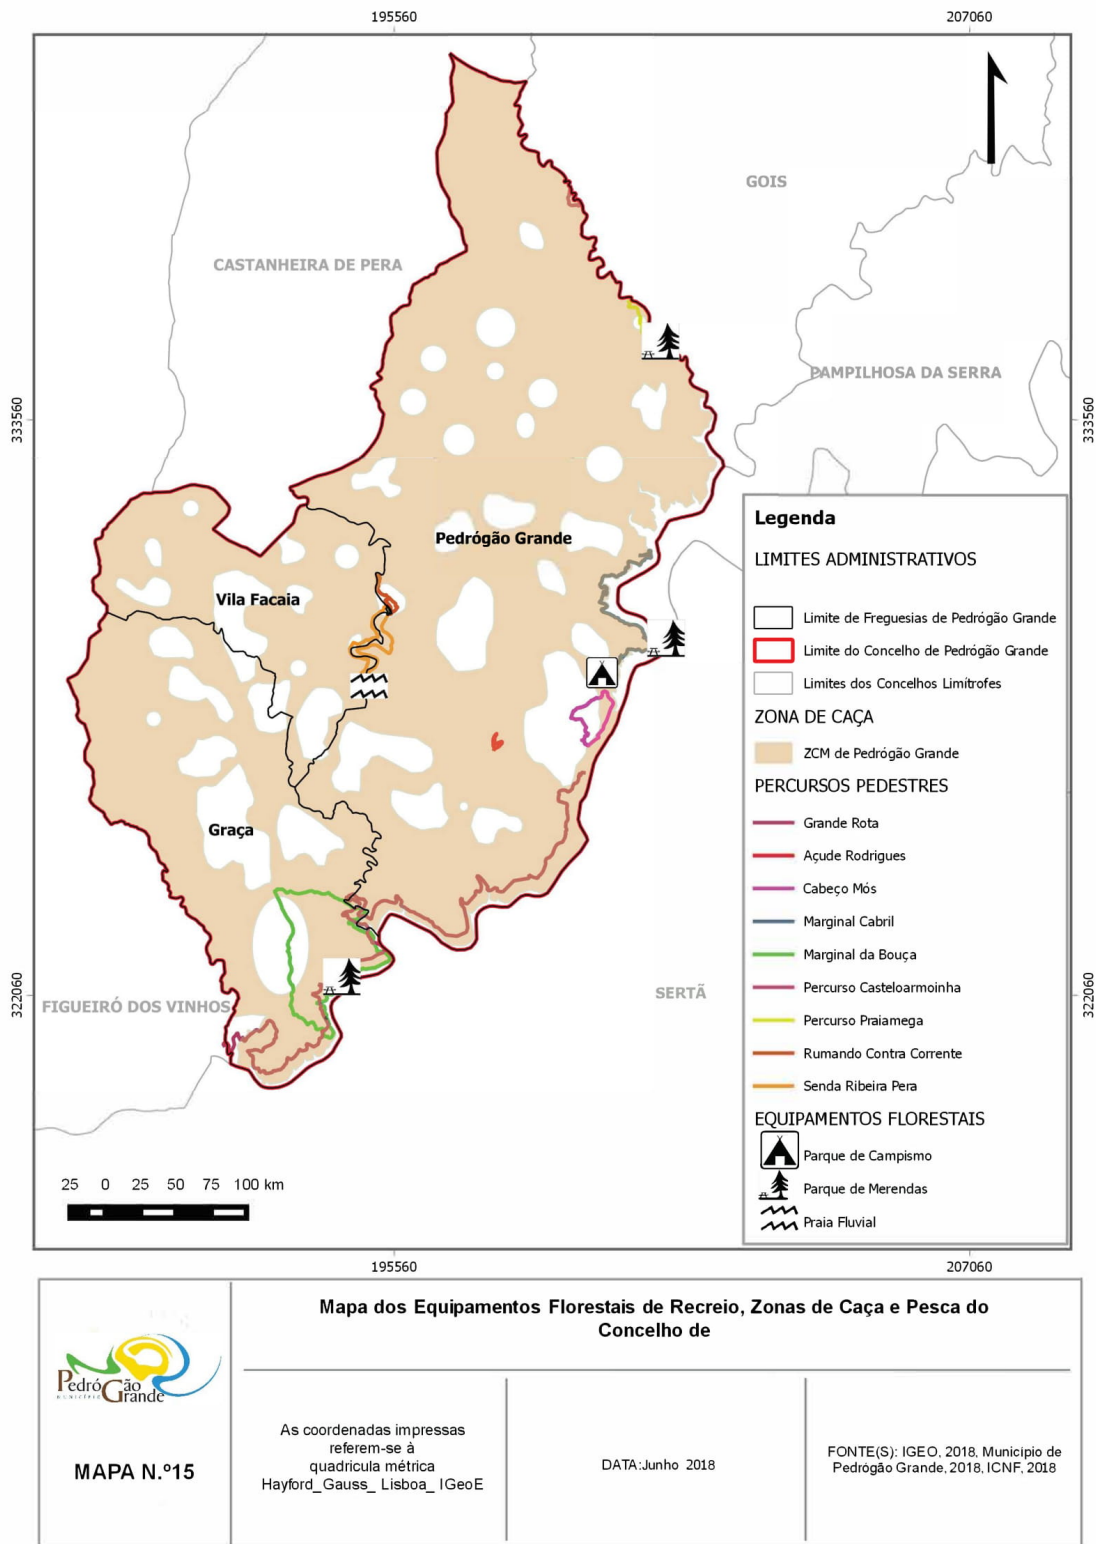 195560
207060
GOIS
CASTANHEIRA DE PERA
PAMPILHOSA DA SERRA
333560
333560
Pedrógão Grande
Vila Facaia
Graça
FIGUEIRÓ DOS VINHOS
SERTÃ
322060
322060
Legenda
LIMITES ADMINISTRATIVOS
Limite de Freguesias de Pedrógão Grande
Limite do Concelho de Pedrógão Grande
Limites dos Concelhos Limítrofes
ZONA DE CAÇA
ZCM de Pedrógão Grande
PERCURSOS PEDESTRES
Grande Rota
Açude Rodrigues
Cabeço Mós
Marginal Cabril
Marginal da Bouça
Percurso Casteloarmoinha
Percurso Praiamega
Rumando Contra Corrente
Senda Ribeira Pera
EQUIPAMENTOS FLORESTAIS
Parque de Campismo
Parque de Merendas
Praia Fluvial
25 0 25 50 75 100 km
195560
207060
Mapa dos Equipamentos Florestais de Recreio, Zonas de Caça e Pesca do
Concelho de
Pedrógão
Grande
MUNICÍPIO
MAPA N.º15
As coordenadas impressas
referem-se à
quadricula métrica
Hayford_Gauss_ Lisboa_ IGeoE
DATA:Junho 2018
FONTE(S): IGEO, 2018, Municipio de
Pedrógão Grande, 2018, ICNF, 2018